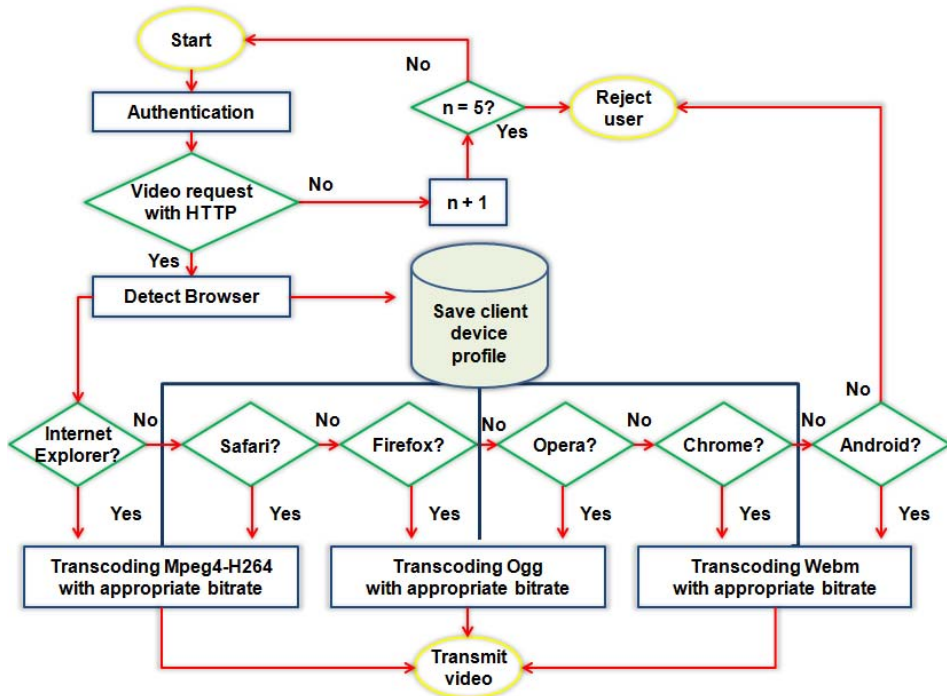 Start
No
n = 5?
Yes
Reject
user
Authentication
Video request
with HTTP
No
n + 1
Yes
Detect Browser
Save client
device
profile
No
Internet
Explorer?
No
Safari?
No
Firefox?
No
Opera?
No
Chrome?
No
Android?
Yes
Yes
Yes
Yes
Yes
Yes
Transcoding Mpeg4-H264
with appropriate bitrate
Transcoding Ogg
with appropriate bitrate
Transcoding Webm
with appropriate bitrate
Transmit
video